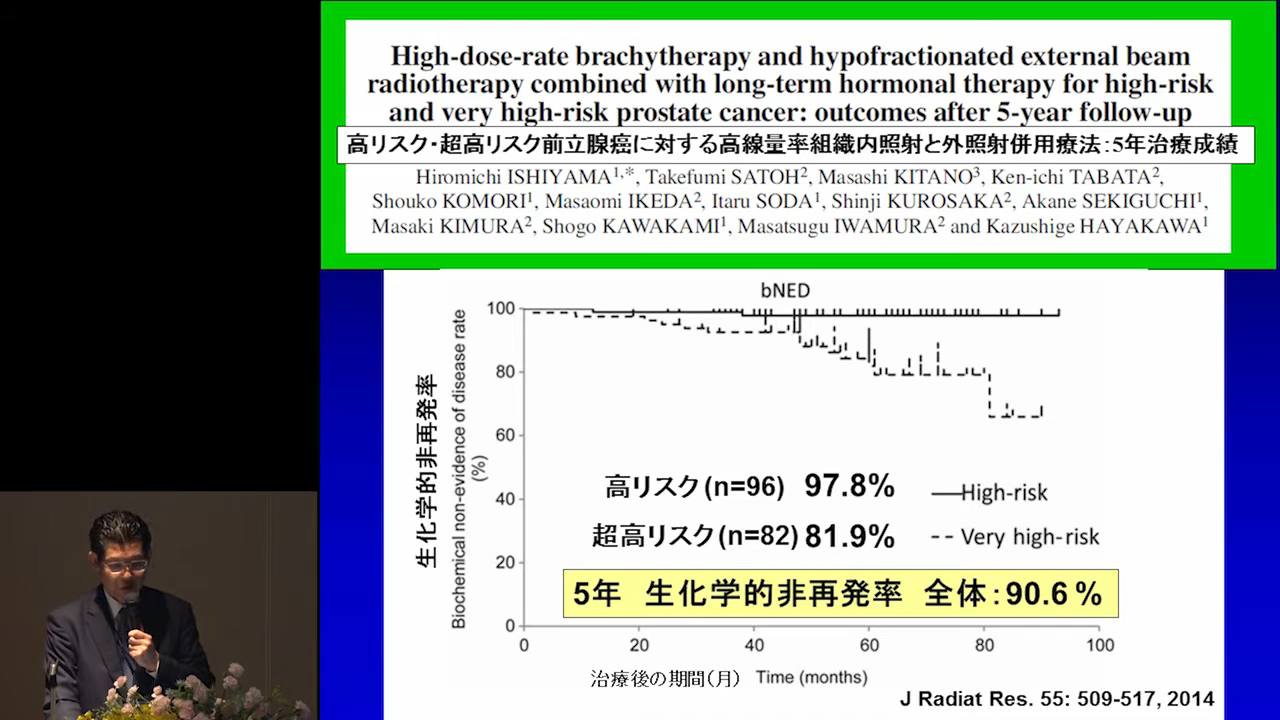 High-dose-rate brachytherapy and hypofractionated external beam
radiotherapy combined with long-term hormonal therapy for high-risk
and very high-risk prostate cancer: outcomes after 5-year follow-up
高リスク・超高リスク前立腺癌に対する高線量率組織内照射と外照射併用療法：5年治療成績
Hiromichi ISHIYAMA1,*, Takefumi SATOH2, Masashi KITANO3, Ken-ichi TABATA2,
Shouko KOMORI1, Masaomi IKEDA2, Itaru SODA1, Shinji KUROSAKA2, Akane SEKIGUCHI1,
Masaki KIMURA2, Shogo KAWAKAMI1, Masatsugu IWAMURA2 and Kazushige HAYAKAWA1
bNED
生化学的非再発率
Biochemical non-evidence of disease rate
(%)
100
80
60
40
20
0
高リスク(n=96) 97.8%
超高リスク(n=82) 81.9%
High-risk
Very high-risk
5年 生化学的非再発率 全体：90.6％
0 20 40 60 80 100
治療後の期間（月） Time (months)
J Radiat Res. 55: 509-517, 2014